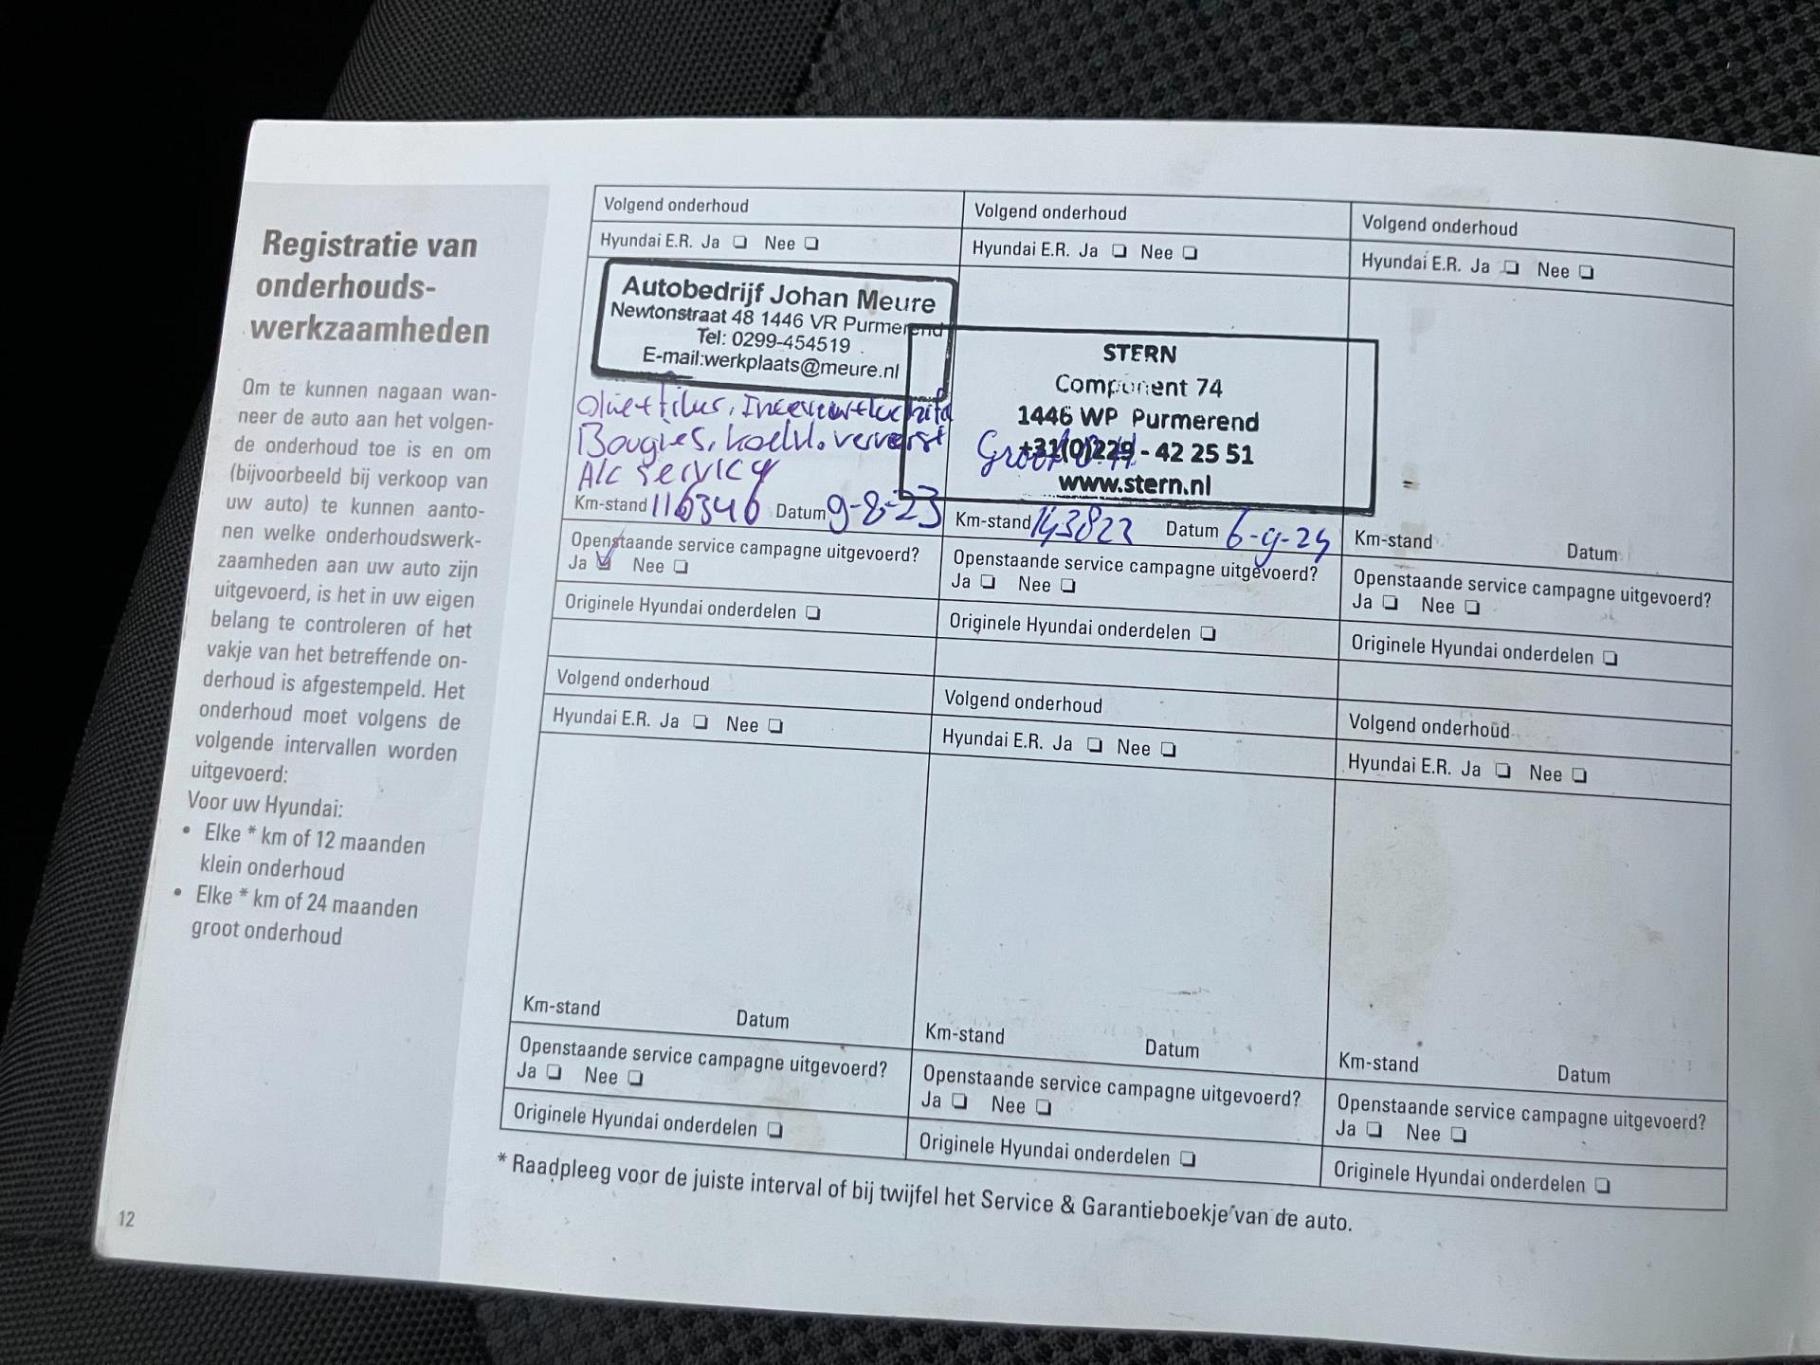 Registratie van
onderhouds-
werkzaamheden
Om te kunnen nagaan wan-
neer de auto aan het volgen-
de onderhoud toe is en om
(bijvoorbeeld bij verkoop van
uw auto) te kunnen aanto-
nen welke onderhoudswerk-
zaamheden aan uw auto zijn
uitgevoerd, is het in uw eigen
belang te controleren of het
vakje van het betreffende on-
derhoud is afgestempeld. Het
onderhoud moet volgens de
volgende intervallen worden
uitgevoerd:
Voor uw Hyundai:
• Elke * km of 12 maanden
klein onderhoud
• Elke * km of 24 maanden
groot onderhoud
12
Volgend onderhoud
Hyundai E.R. Ja ❏ Nee ❏
Autobedrijf Johan Meure
Newtonstraat 48 1446 VR Purmerend
Tel: 0299-454519
E-mail:werkplaats@meure.nl
Olie+filter,
Bougies, koelvl. ververst
A/C service
Km-stand 116346 Datum 9-8-23
Openstaande service campagne uitgevoerd?
Ja ☑ Nee ❏
Originele Hyundai onderdelen ❏
Volgend onderhoud
Hyundai E.R. Ja ❏ Nee ❏
STERN
Component 74
1446 WP Purmerend
+31(0)229 - 42 25 51
www.stern.nl
Groot
Km-stand 143822 Datum 6-9-24
Openstaande service campagne uitgevoerd?
Ja ❏ Nee ❏
Originele Hyundai onderdelen ❏
Volgend onderhoud
Hyundai E.R. Ja ❏ Nee ❏
Km-stand Datum
Openstaande service campagne uitgevoerd?
Ja ❏ Nee ❏
Originele Hyundai onderdelen ❏
Volgend onderhoud
Hyundai E.R. Ja ❏ Nee ❏
Km-stand Datum
Openstaande service campagne uitgevoerd?
Ja ❏ Nee ❏
Originele Hyundai onderdelen ❏
Volgend onderhoud
Hyundai E.R. Ja ❏ Nee ❏
Km-stand Datum
Openstaande service campagne uitgevoerd?
Ja ❏ Nee ❏
Originele Hyundai onderdelen ❏
Volgend onderhoud
Hyundai E.R. Ja ❏ Nee ❏
Km-stand Datum
Openstaande service campagne uitgevoerd?
Ja ❏ Nee ❏
Originele Hyundai onderdelen ❏
* Raadpleeg voor de juiste interval of bij twijfel het Service & Garantieboekje van de auto.